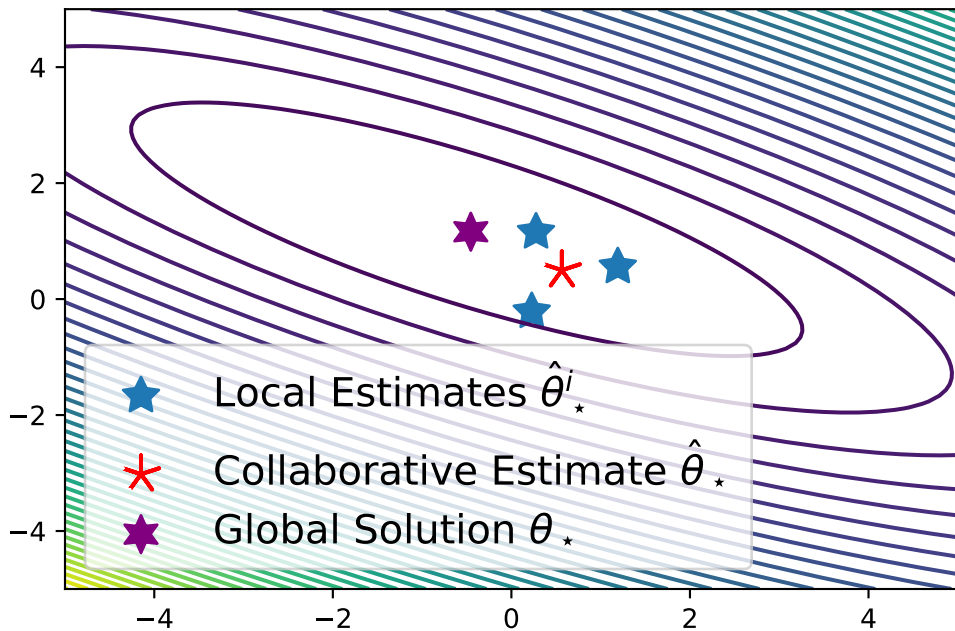 4
2
0
−2
−4
Local Estimates θ̂ⁱ⋆
Collaborative Estimate θ̂⋆
Global Solution θ⋆
−4 −2 0 2 4